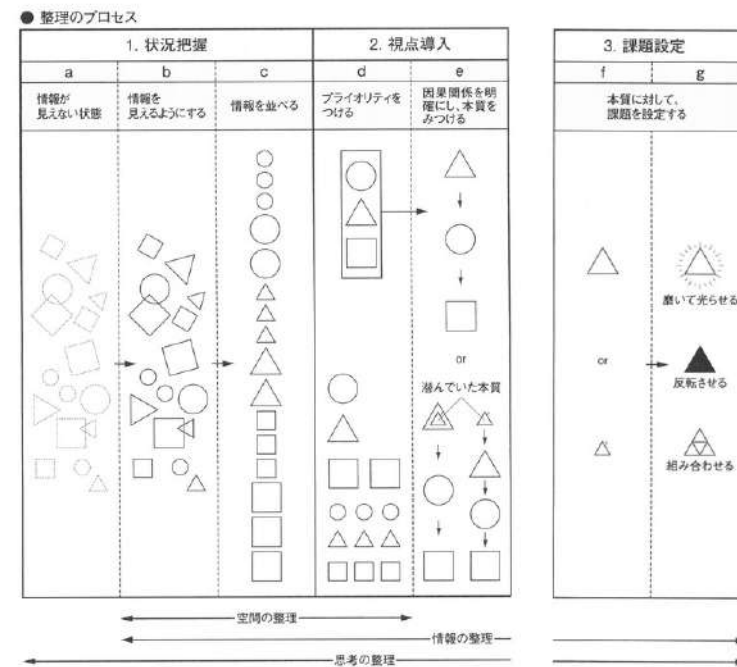 ● 整理のプロセス
1. 状況把握
2. 視点導入
3. 課題設定
a
b
c
d
e
f
g
情報が
見えない状態
情報を
見えるようにする
情報を並べる
プライオリティを
つける
因果関係を明
確にし、本質を
みつける
本質に対して、
課題を設定する
磨いて光らせる
or
潜んでいた本質
or
反転させる
組み合わせる
空間の整理
情報の整理
思考の整理